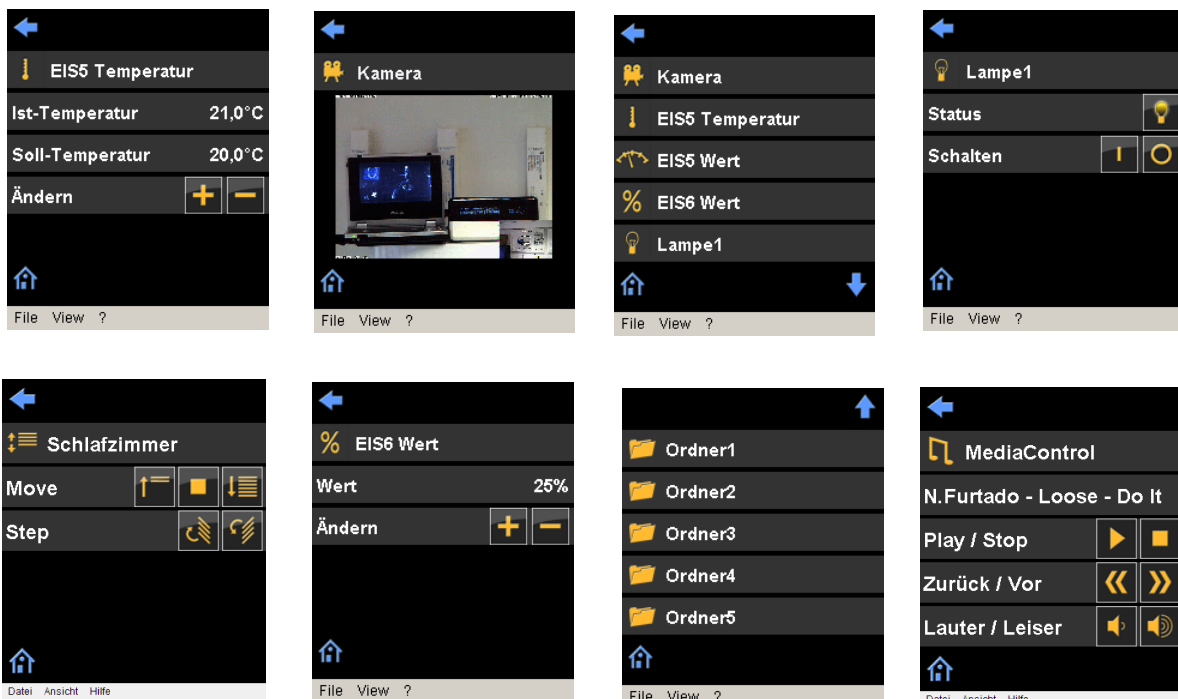 EIS5 Temperatur
Ist-Temperatur 21,0°C
Soll-Temperatur 20,0°C
Ändern
File View ?
Kamera
File View ?
Kamera
EIS5 Temperatur
EIS5 Wert
% EIS6 Wert
Lampe1
File View ?
Lampe1
Status
Schalten
File View ?
Schlafzimmer
Move
Step
Datei Ansicht Hilfe
% EIS6 Wert
Wert 25%
Ändern
File View ?
Ordner1
Ordner2
Ordner3
Ordner4
Ordner5
File View ?
MediaControl
N.Furtado - Loose - Do It
Play / Stop
Zurück / Vor
Lauter / Leiser
Datei Ansicht Hilfe